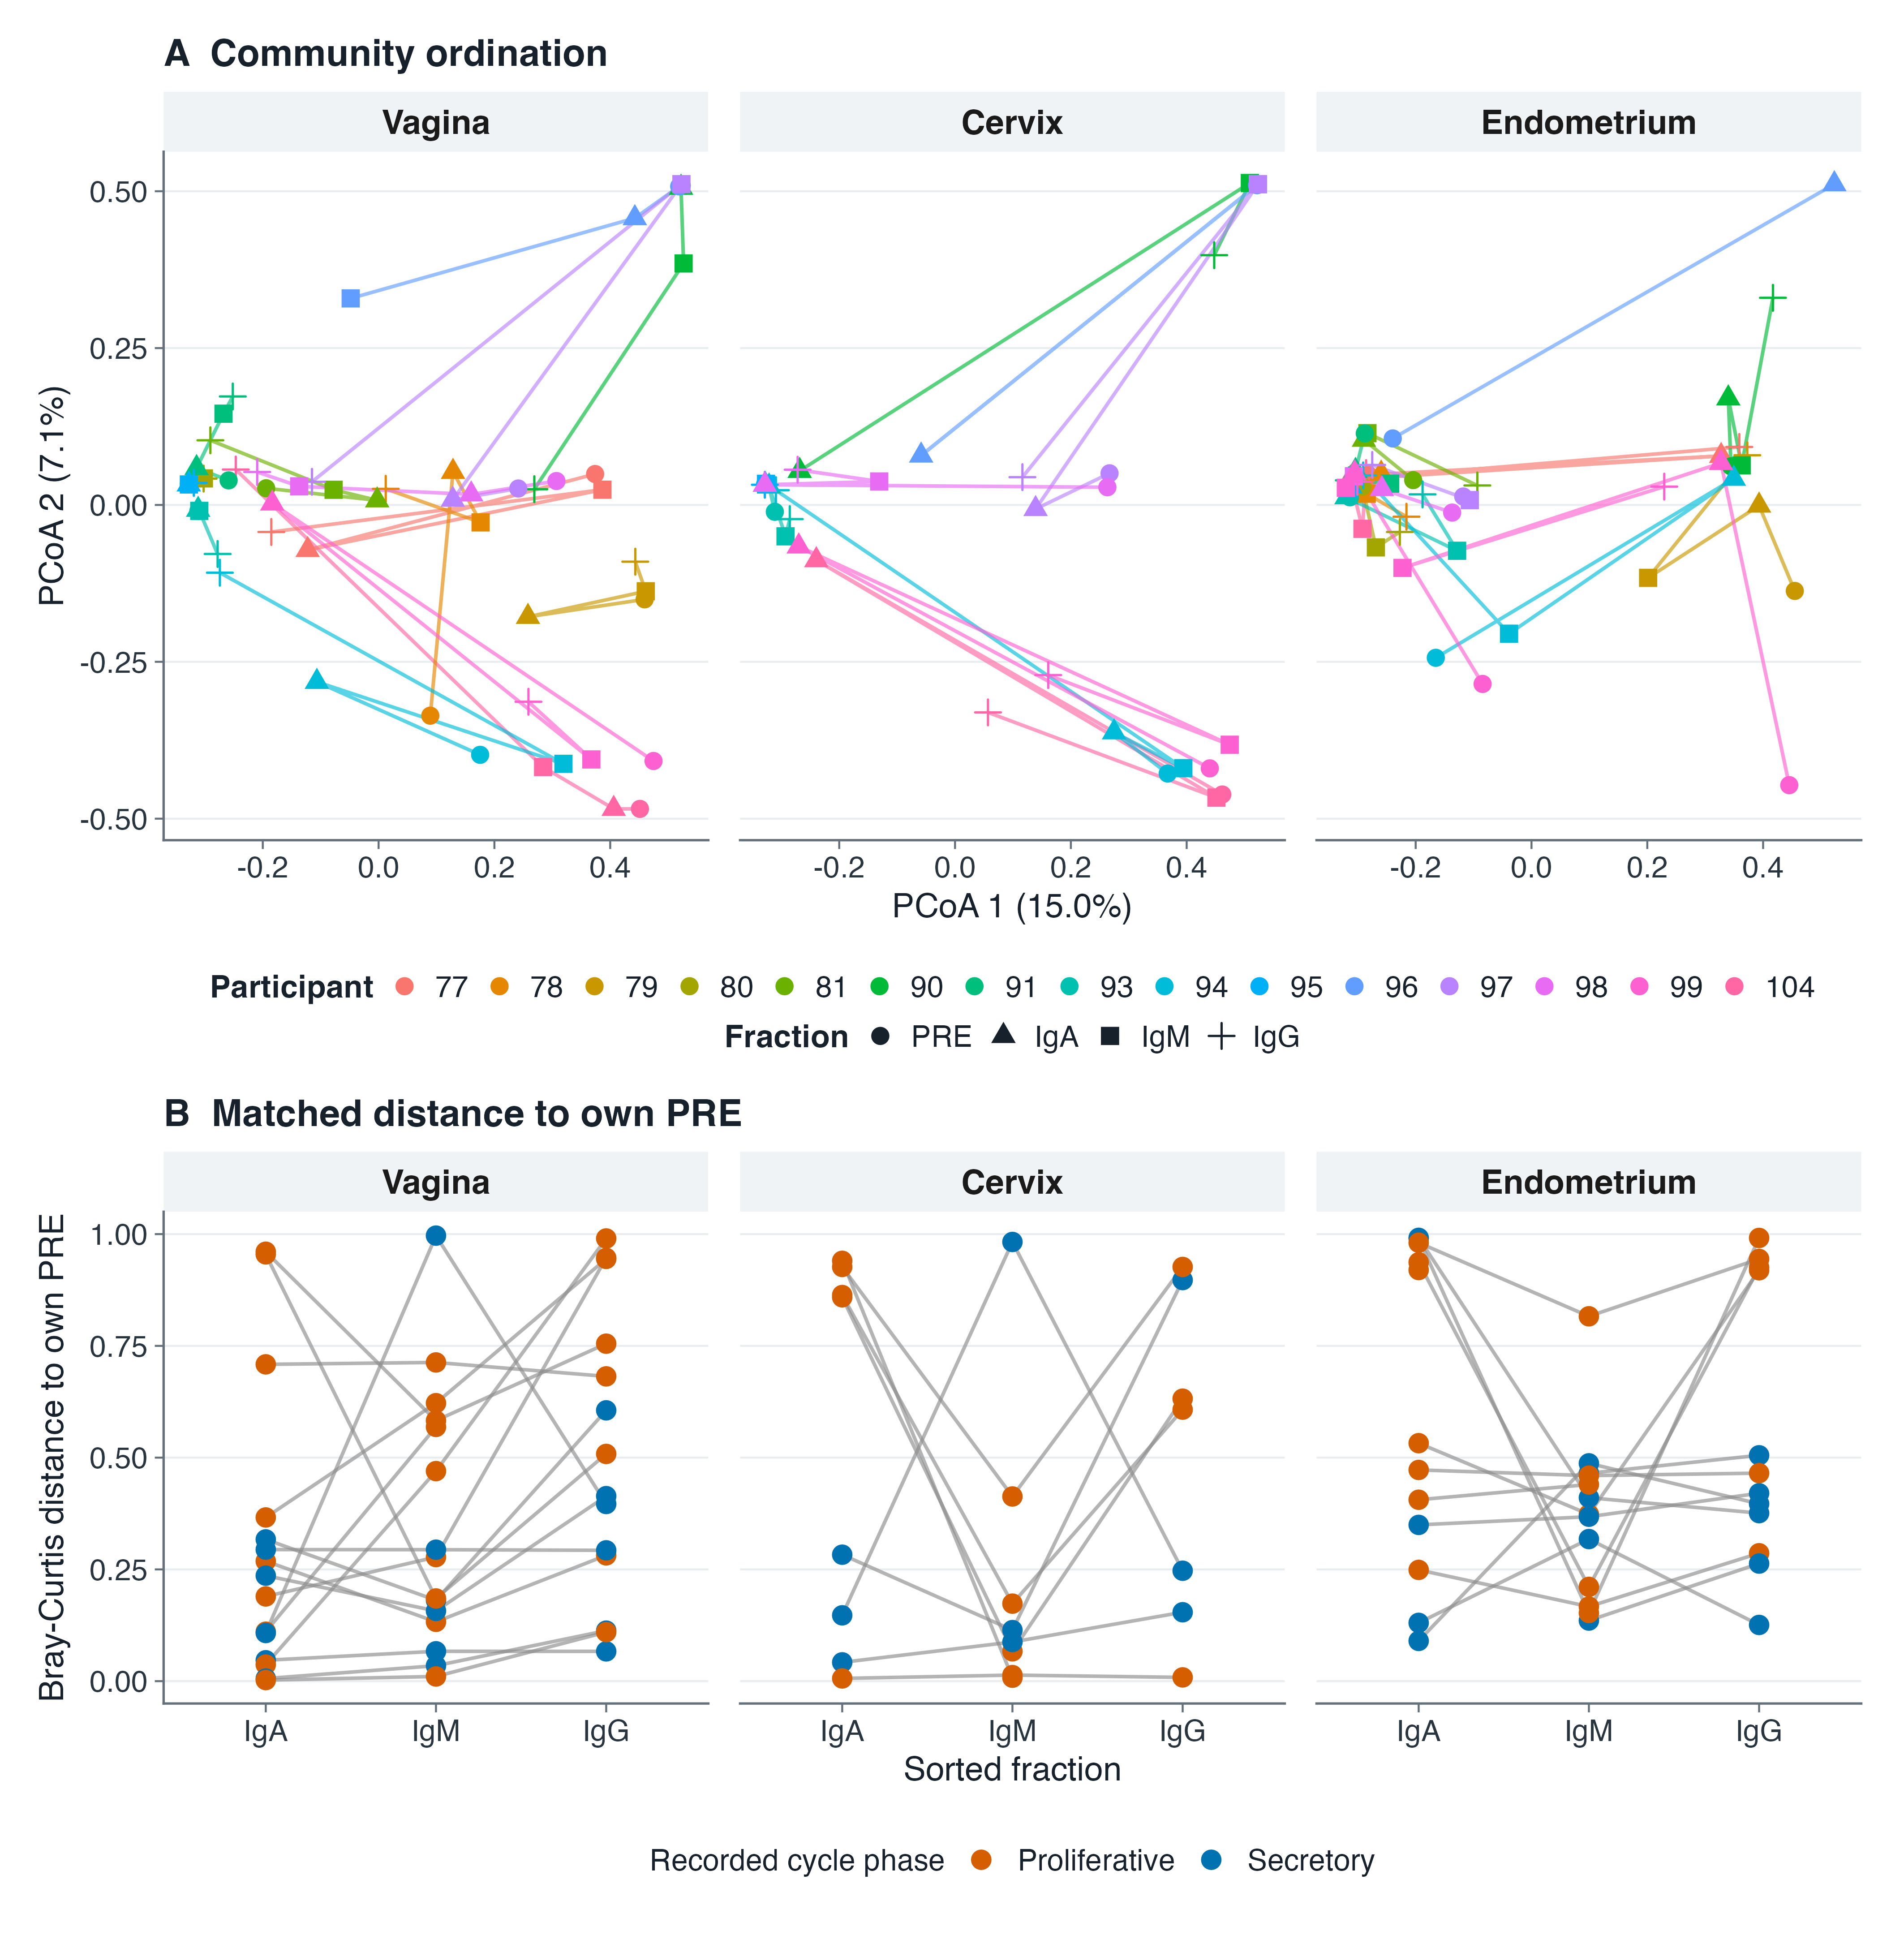 A Community ordination
Vagina Cervix Endometrium
PCoA 2 (7.1%)
0.50
0.25
0.00
-0.25
-0.50
-0.2 0.0 0.2 0.4 -0.2 0.0 0.2 0.4 -0.2 0.0 0.2 0.4
PCoA 1 (15.0%)
Participant 77 78 79 80 81 90 91 93 94 95 96 97 98 99 104
Fraction PRE IgA IgM IgG
B Matched distance to own PRE
Vagina Cervix Endometrium
Bray-Curtis distance to own PRE
1.00
0.75
0.50
0.25
0.00
IgA IgM IgG IgA IgM IgG IgA IgM IgG
Sorted fraction
Recorded cycle phase Proliferative Secretory